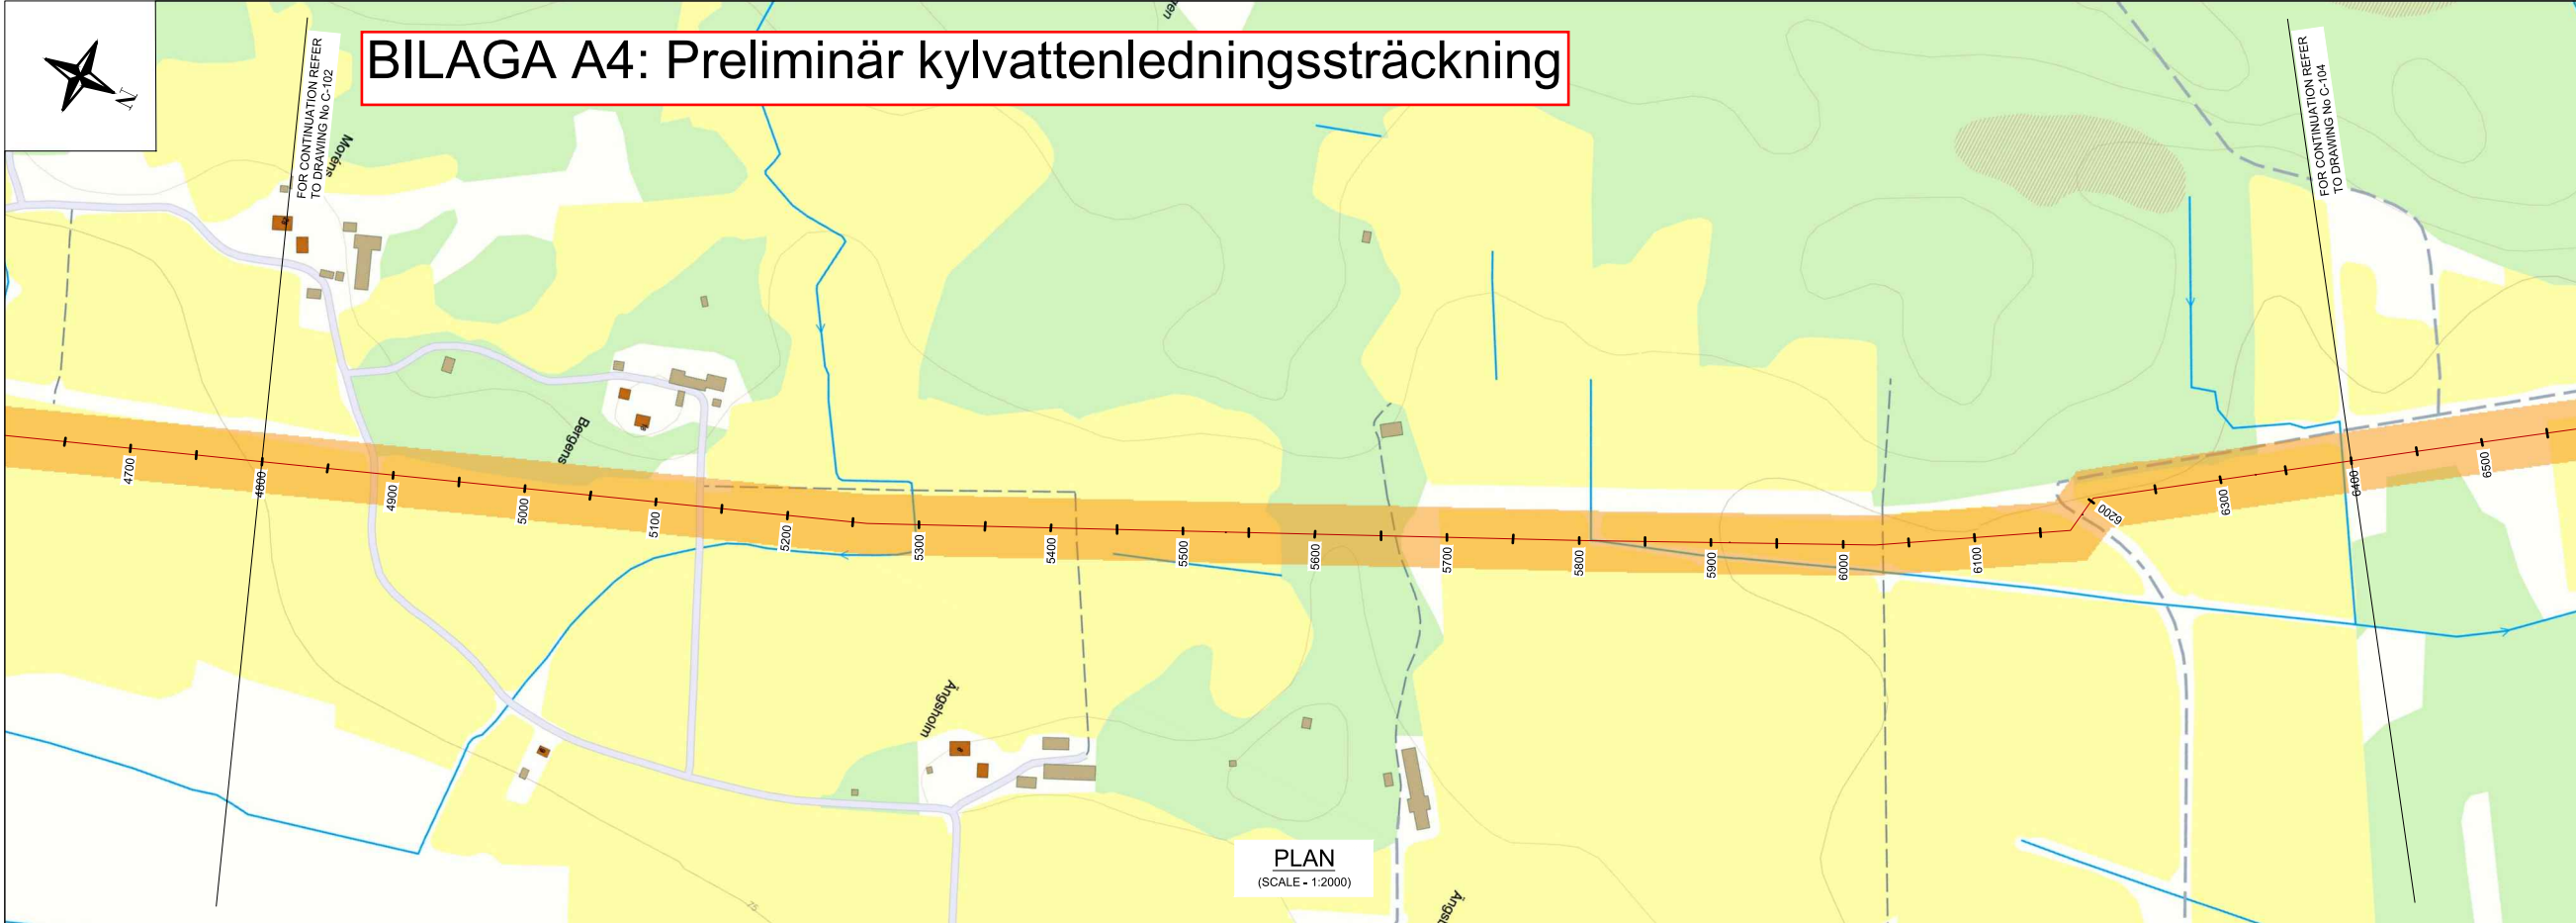 BILAGA A4: Preliminär kylvattenledningssträckning
N
FOR CONTINUATION REFER
TO DRAWING No C-102
FOR CONTINUATION REFER
TO DRAWING No C-104
Moréns
Bergens
Ängsholm
4700
4800
4900
5000
5100
5200
5300
5400
5500
5600
5700
5800
5900
6000
6100
6200
6300
6400
6500
PLAN
(SCALE - 1:2000)
75